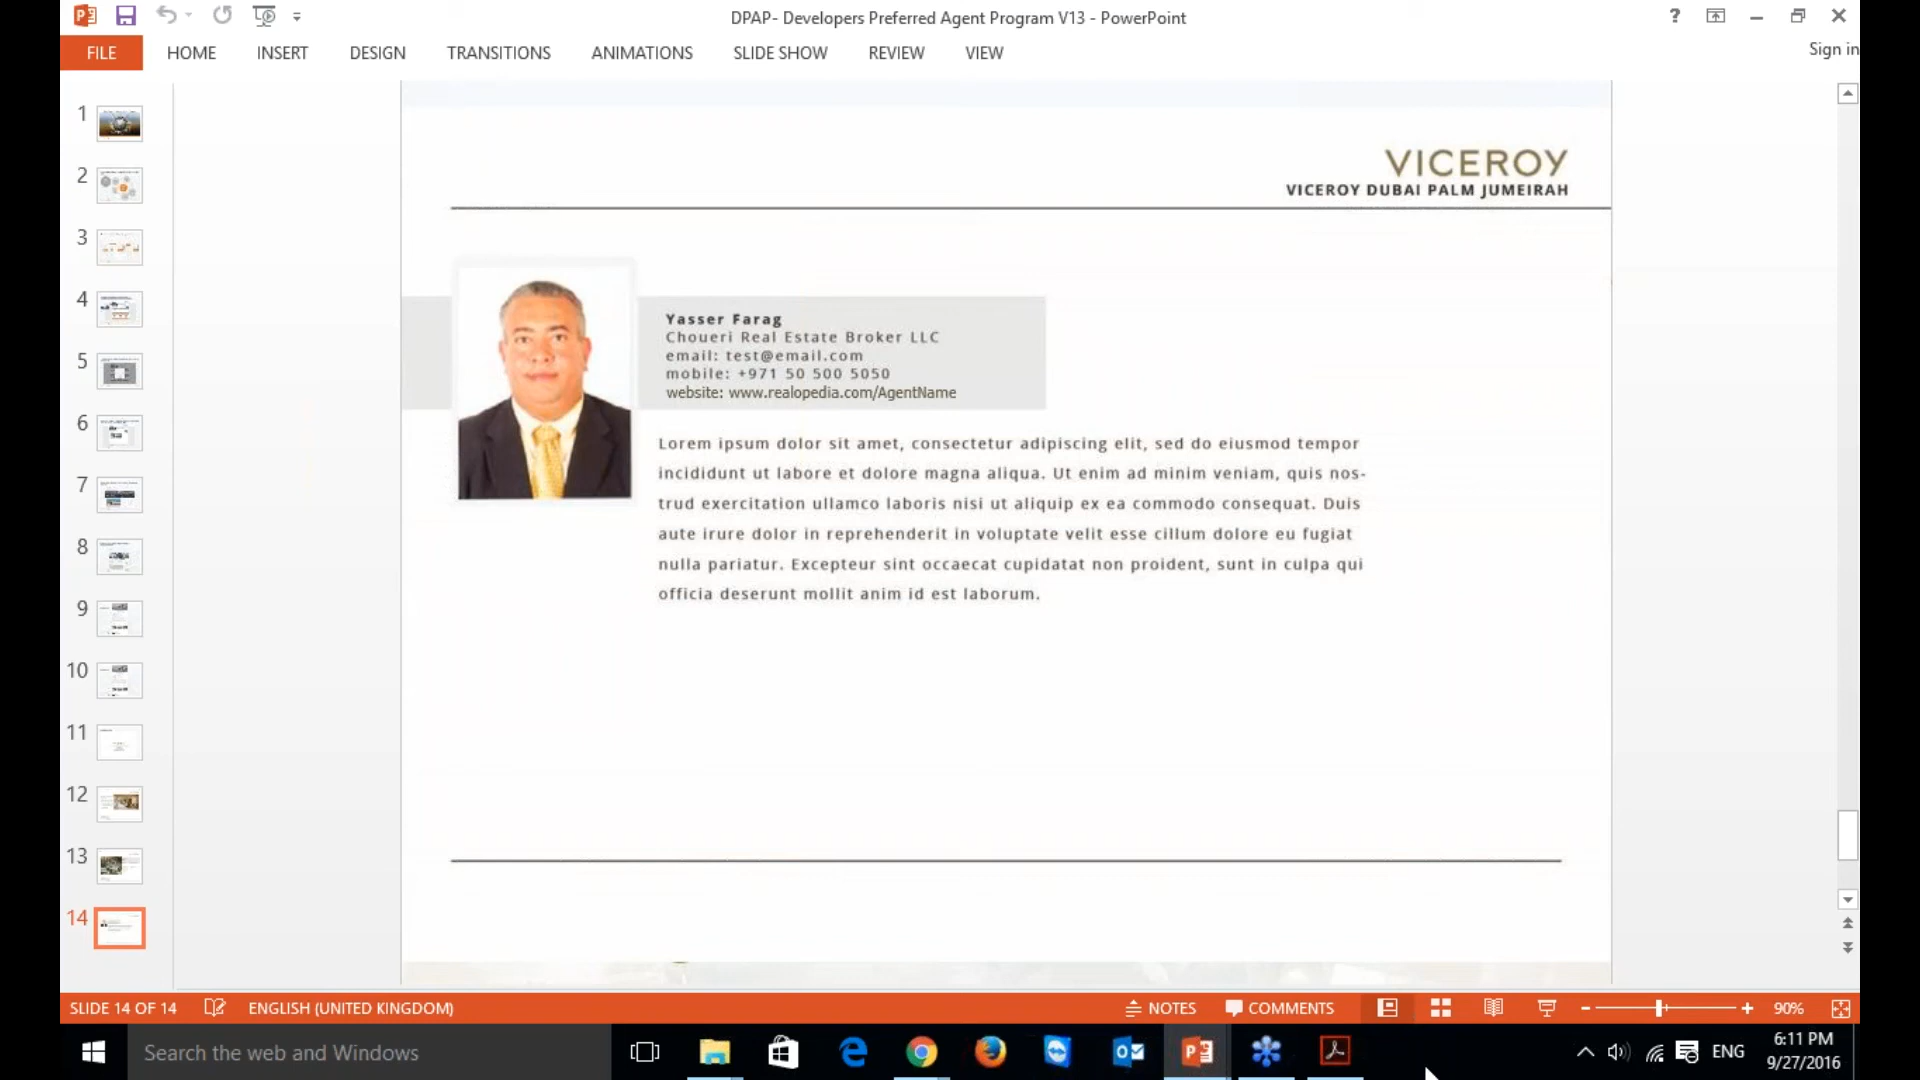 DPAP- Developers Preferred Agent Program V13 - PowerPoint
?
Sign in
FILE HOME INSERT DESIGN TRANSITIONS ANIMATIONS SLIDE SHOW REVIEW VIEW
1
2
3
4
5
6
7
8
9
10
11
12
13
14
VICEROY
VICEROY DUBAI PALM JUMEIRAH
Yasser Farag
Choueri Real Estate Broker LLC
email: test@email.com
mobile: +971 50 500 5050
website: www.realopedia.com/AgentName
Lorem ipsum dolor sit amet, consectetur adipiscing elit, sed do eiusmod tempor
incididunt ut labore et dolore magna aliqua. Ut enim ad minim veniam, quis nos-
trud exercitation ullamco laboris nisi ut aliquip ex ea commodo consequat. Duis
aute irure dolor in reprehenderit in voluptate velit esse cillum dolore eu fugiat
nulla pariatur. Excepteur sint occaecat cupidatat non proident, sunt in culpa qui
officia deserunt mollit anim id est laborum.
SLIDE 14 OF 14 ENGLISH (UNITED KINGDOM) NOTES COMMENTS 90%
Search the web and Windows
ENG
6:11 PM
9/27/2016